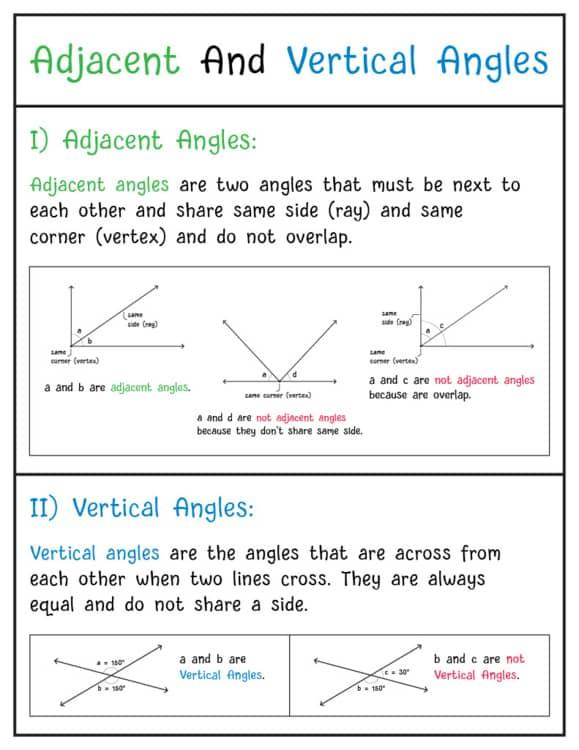 Adjacent And Vertical Angles
I) Adjacent Angles:
Adjacent angles are two angles that must be next to
each other and share same side (ray) and same
corner (vertex) and do not overlap.
same
side (ray)
a
b
same
corner (vertex)
a and b are adjacent angles.
a
d
same corner (vertex)
a and d are not adjacent angles
because they don't share same side.
same
side (ray)
a
c
same
corner (vertex)
a and c are not adjacent angles
because are overlap.
II) Vertical Angles:
Vertical angles are the angles that are across from
each other when two lines cross. They are always
equal and do not share a side.
a = 150°
b = 150°
a and b are
Vertical Angles.
c = 30°
b = 150°
b and c are not
Vertical Angles.